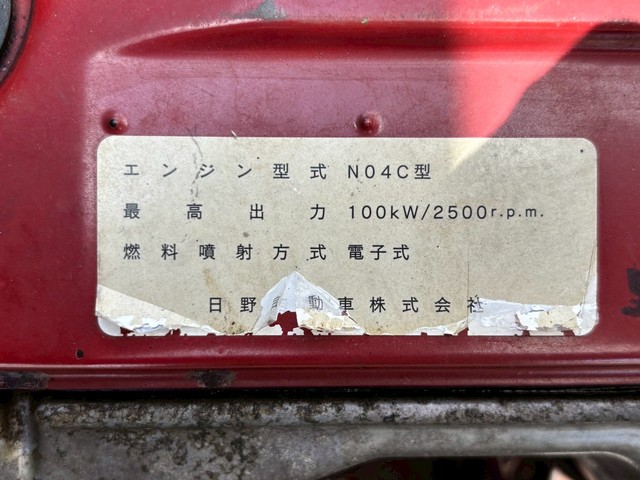 エンジン型式 N04C型
最高出力 100kW/2500r.p.m.
燃料噴射方式 電子式
日野自動車株式会社